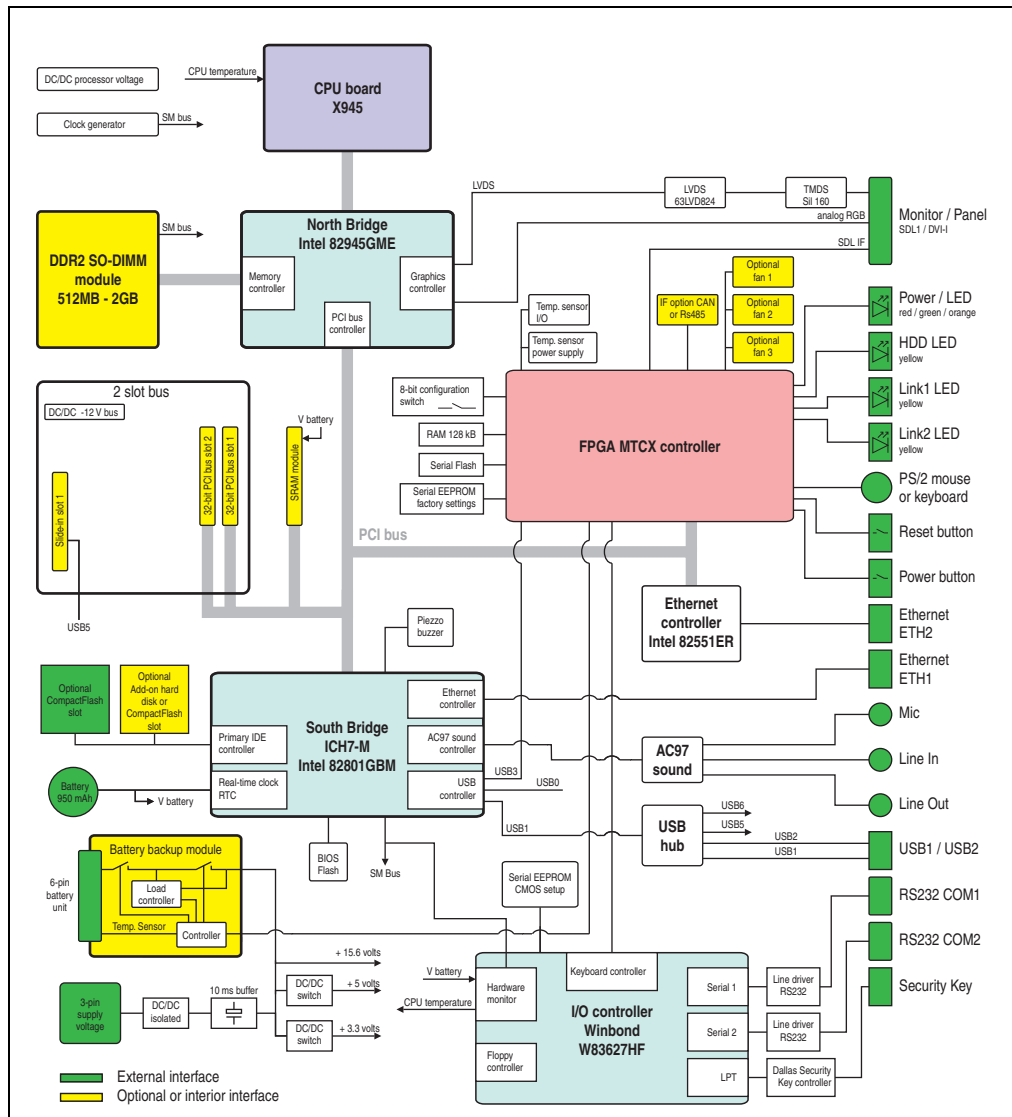 DC/DC processor voltage
CPU temperature
CPU board
X945
Clock generator
SM bus
LVDS
LVDS
63LVD824
TMDS
Sil 160
analog RGB
SDL IF
Monitor / Panel
SDL1 / DVI-I
DDR2 SO-DIMM
module
512MB - 2GB
SM bus
North Bridge
Intel 82945GME
Memory
controller
Graphics
controller
PCI bus
controller
Temp. sensor
I/O
Temp. sensor
power supply
IF option CAN
or Rs485
Optional
fan 1
Optional
fan 2
Optional
fan 3
Power / LED
red / green / orange
HDD LED
yellow
Link1 LED
yellow
Link2 LED
yellow
2 slot bus
DC/DC -12 V bus
V battery
Slide-in slot 1
32-bit PCI bus slot 2
32-bit PCI bus slot 1
SRAM module
USB5
8-bit configuration
switch
RAM 128 kB
Serial Flash
Serial EEPROM
factory settings
FPGA MTCX controller
PS/2 mouse
or keyboard
Reset button
Power button
PCI bus
Ethernet
controller
Intel 82551ER
Ethernet
ETH2
Ethernet
ETH1
Piezzo
buzzer
Optional
CompactFlash
slot
Optional
Add-on hard
disk or
CompactFlash
slot
South Bridge
ICH7-M
Intel 82801GBM
Ethernet
controller
Primary IDE
controller
AC97 sound
controller
Real-time clock
RTC
USB
controller
USB3
USB0
USB1
AC97
sound
Mic
Line In
Line Out
Battery
950 mAh
V battery
USB
hub
USB6
USB5
USB2
USB1
USB1 / USB2
BIOS
Flash
SM Bus
Battery backup module
6-pin
battery
unit
Load
controller
Temp. Sensor
Controller
Serial EEPROM
CMOS setup
RS232 COM1
RS232 COM2
Security Key
+ 15.6 volts
DC/DC
switch
+ 5 volts
DC/DC
switch
+ 3.3 volts
3-pin
supply
voltage
DC/DC
isolated
10 ms buffer
V battery
CPU temperature
Hardware
monitor
Keyboard controller
I/O controller
Winbond
W83627HF
Floppy
controller
Serial 1
Line driver
RS232
Serial 2
Line driver
RS232
LPT
Dallas Security
Key controller
External interface
Optional or interior interface